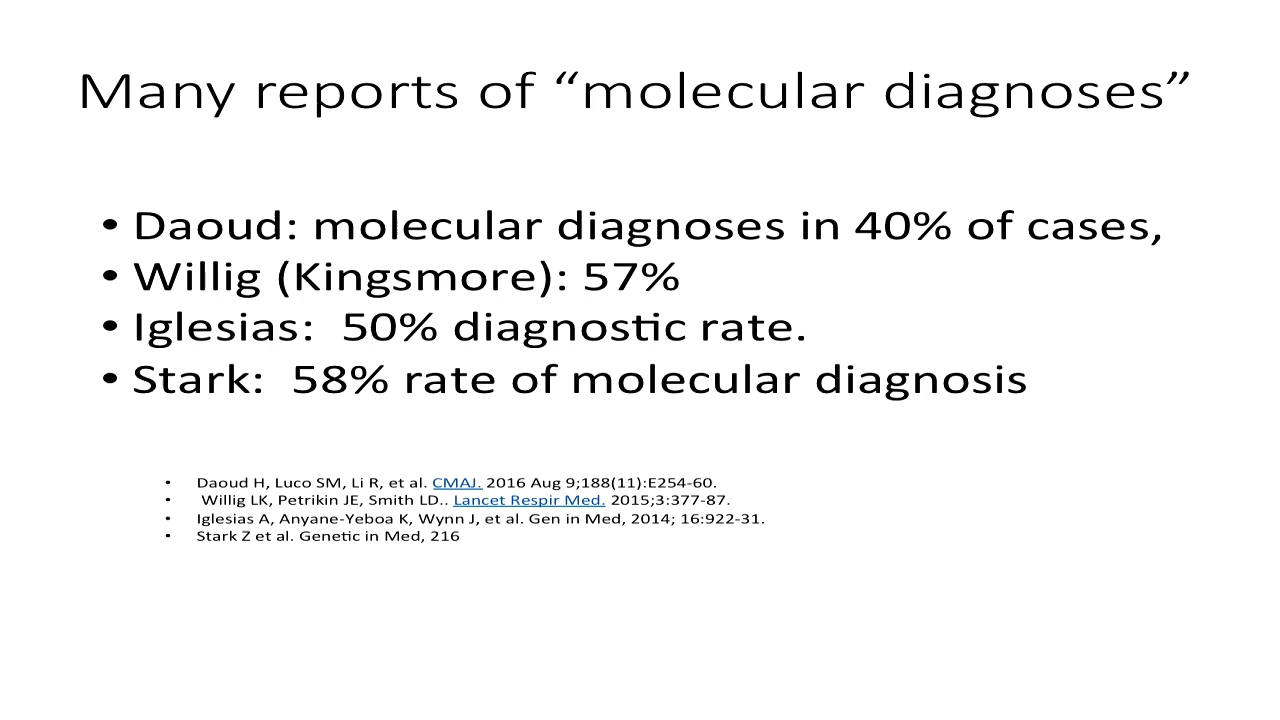 Many reports of “molecular diagnoses”
• Daoud: molecular diagnoses in 40% of cases,
• Willig (Kingsmore): 57%
• Iglesias:  50% diagnostic rate.
• Stark:  58% rate of molecular diagnosis
• Daoud H, Luco SM, Li R, et al. CMAJ. 2016 Aug 9;188(11):E254-60.
• Willig LK, Petrikin JE, Smith LD.. Lancet Respir Med. 2015;3:377-87.
• Iglesias A, Anyane-Yeboa K, Wynn J, et al. Gen in Med, 2014; 16:922-31.
• Stark Z et al. Genetic in Med, 216